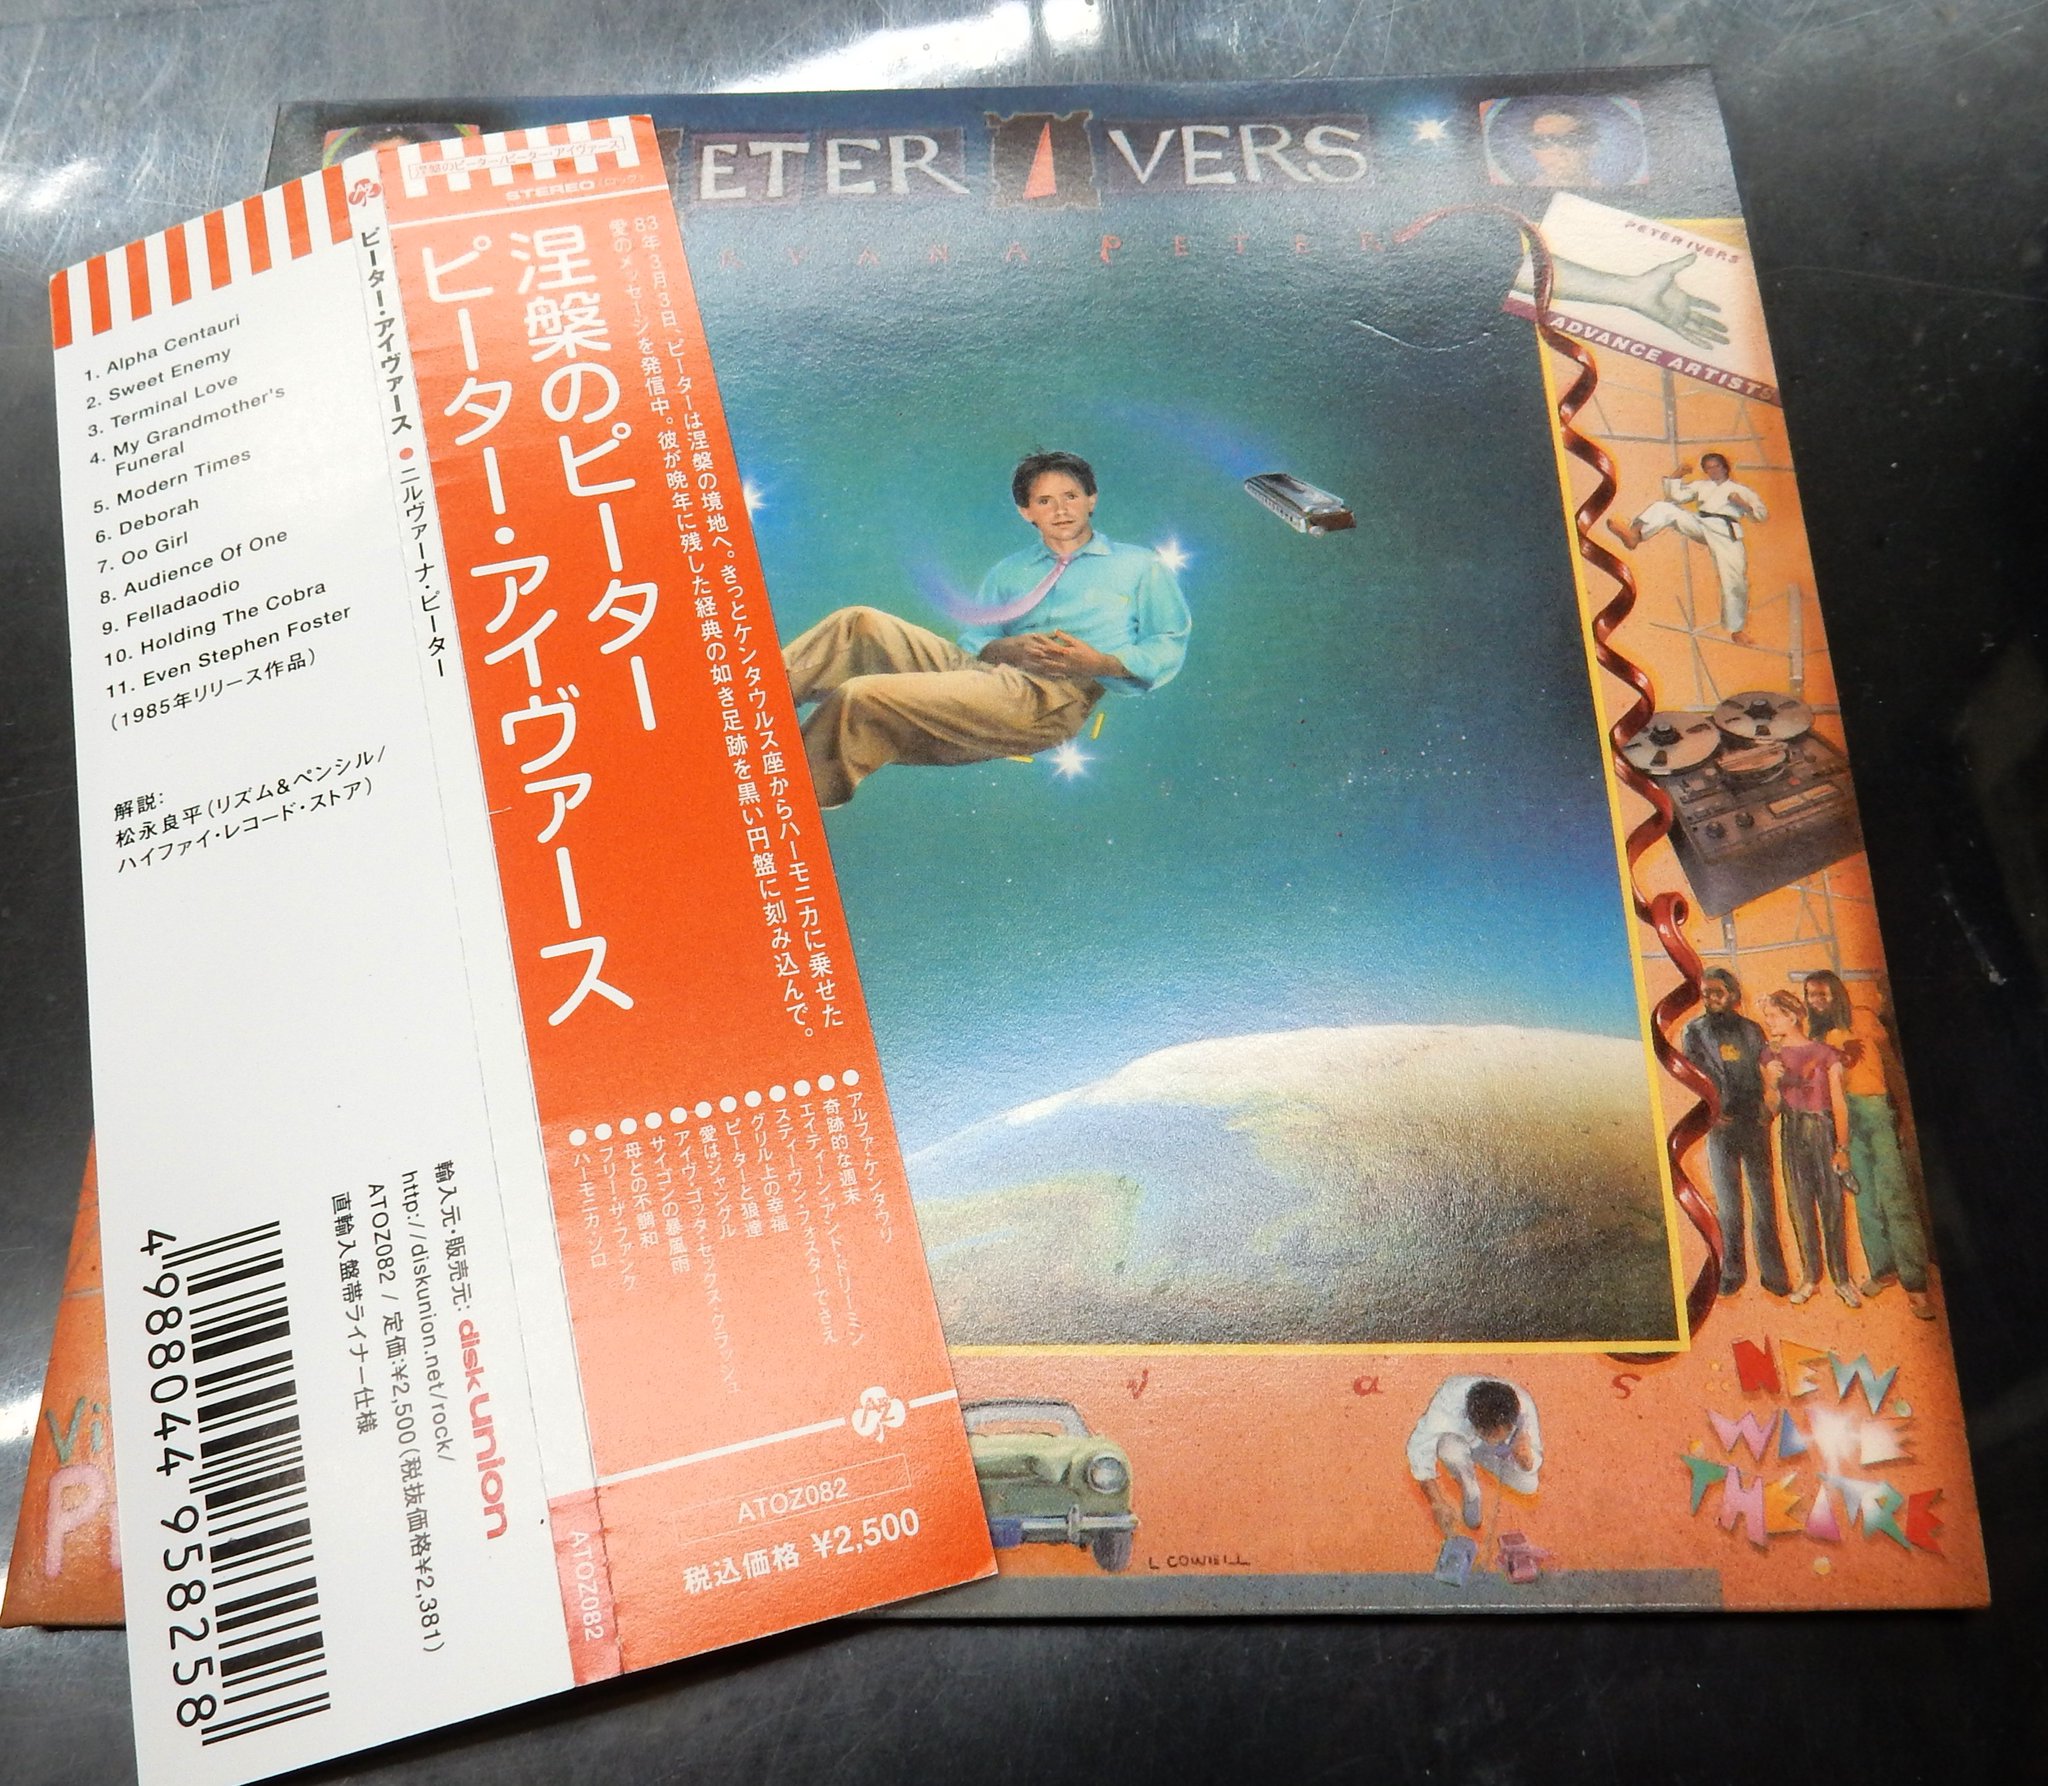 1. Alpha Centauri
2. Sweet Enemy
3. Terminal Love
4. My Grandmother's
Funeral
5. Modern Times
6. Deborah
7. Oo Girl
8. Audience Of One
9. Felladaodio
10. Holding The Cobra
11. Even Stephen Foster
(1985年リリース作品)
解説:
松永良平(リズム&ペンシル/
ハイファイ・レコード・ストア)
輸入元・販売元: diskunion
http://diskunion.net/rock/
ATOZ082 / 定価:¥2,500(税抜価格¥2,381)
直輸入盤帯ライナー仕様
4988044958258
ピーター・アイヴァース●ニルヴァーナ・ピーター
ATOZ082
涅槃のピーター/ピーター・アイヴァース
STEREO (ロック)
涅槃のピーター
ピーター・アイヴァース
83年3月3日、ピーターは涅槃の境地へ。きっとケンタウルス座からハーモニカに乗せた
愛のメッセージを発信中。彼が晩年に残した経典の如き足跡を黒い円盤に刻み込んで。
●アルファ・ケンタウリ
●奇跡的な週末
●エイティーン・アンド・ドリーミン
●スティーヴン・フォスターでさえ
●グリル上の幸福
●ピーターと狼達
●愛はジャングル
●アイヴ・ゴッタ・セックス・クラッシュ
●サイゴンの暴風雨
●母との不調和
●フリー・ザ・ファンク
●ハーモニカ・ソロ
AZ
ATOZ082
税込価格 ¥2,500
ETER IVERS
AVANA PETER
PETER IVERS
ADVANCE ARTISTS
v a s
NEW WAVE THEATRE
L COWELL
Vi
P